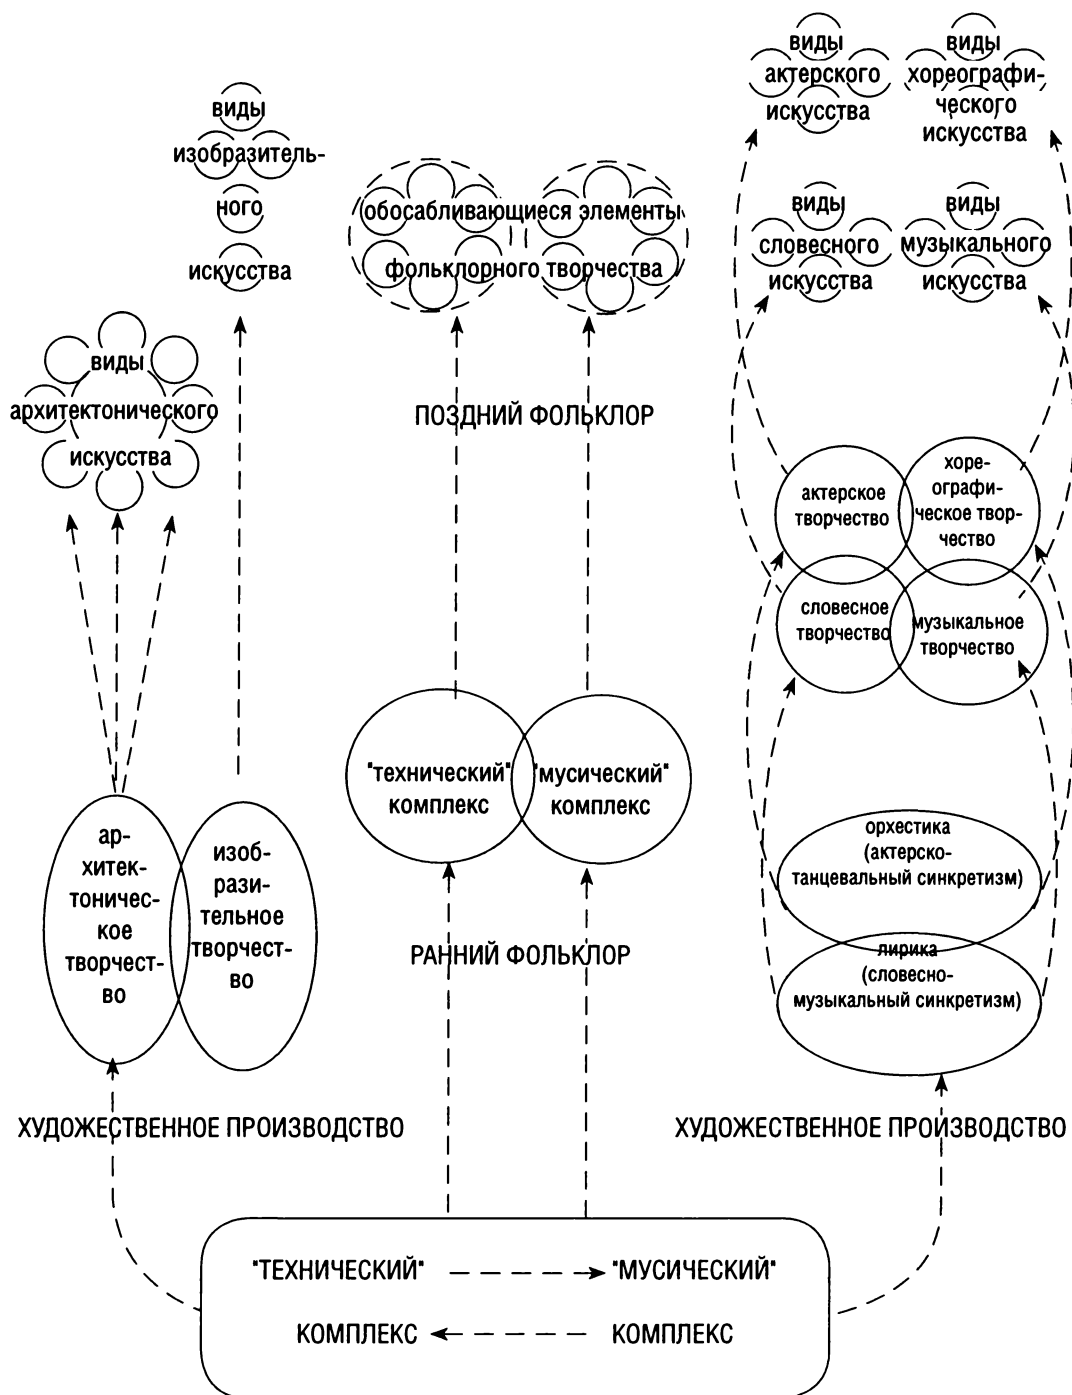 виды
актерского
искусства
виды
хореографи-
ческого
искусства
виды
изобразитель-
ного
искусства
обосабливающиеся элементы
фольклорного творчества
виды
словесного
искусства
виды
музыкального
искусства
виды
архитектонического
искусства
ПОЗДНИЙ ФОЛЬКЛОР
актерское
творчество
хоре-
ографи-
ческое твор-
чество
словесное
творчество
музыкальное
творчество
"технический"
комплекс
"мусический"
комплекс
ар-
хитек-
тоничес-
кое
творчест-
во
изоб-
рази-
тельное
творчест-
во
орхестика
(актерско-
танцевальный синкретизм)
РАННИЙ ФОЛЬКЛОР
лирика
(словесно-
музыкальный синкретизм)
ХУДОЖЕСТВЕННОЕ ПРОИЗВОДСТВО
ХУДОЖЕСТВЕННОЕ ПРОИЗВОДСТВО
"ТЕХНИЧЕСКИЙ"
"МУСИЧЕСКИЙ"
КОМПЛЕКС
КОМПЛЕКС